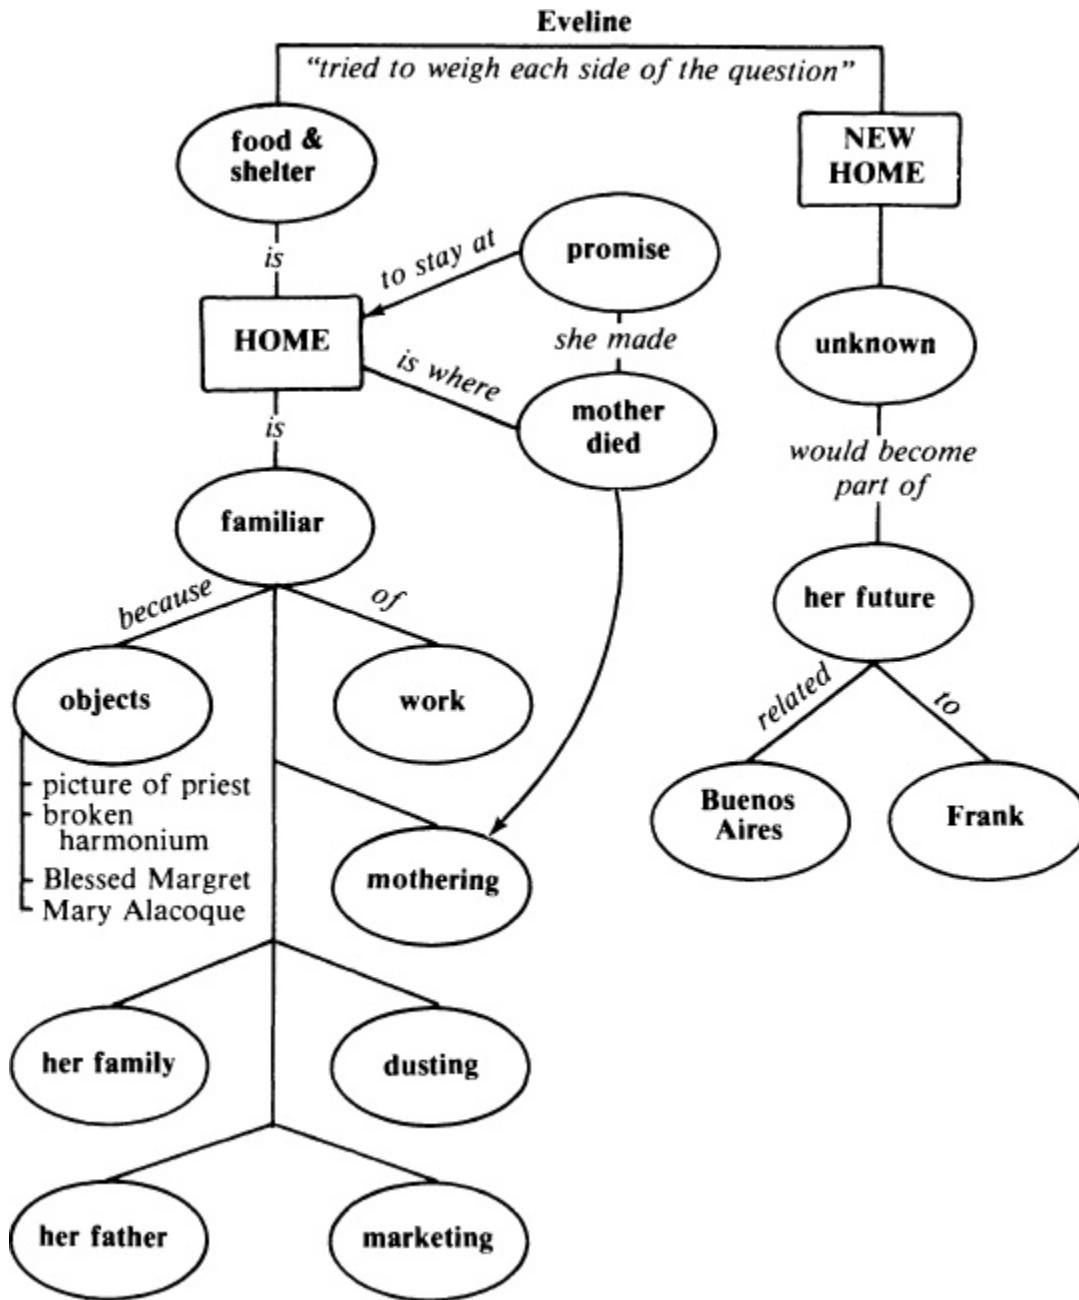 Eveline
"tried to weigh each side of the question"
food &
shelter
NEW
HOME
is
to stay at
promise
HOME
she made
unknown
is where
is
mother
died
would become
part of
familiar
because
of
her future
objects
work
related
to
picture of priest
broken
harmonium
Blessed Margret
Mary Alacoque
mothering
Buenos
Aires
Frank
her family
dusting
her father
marketing